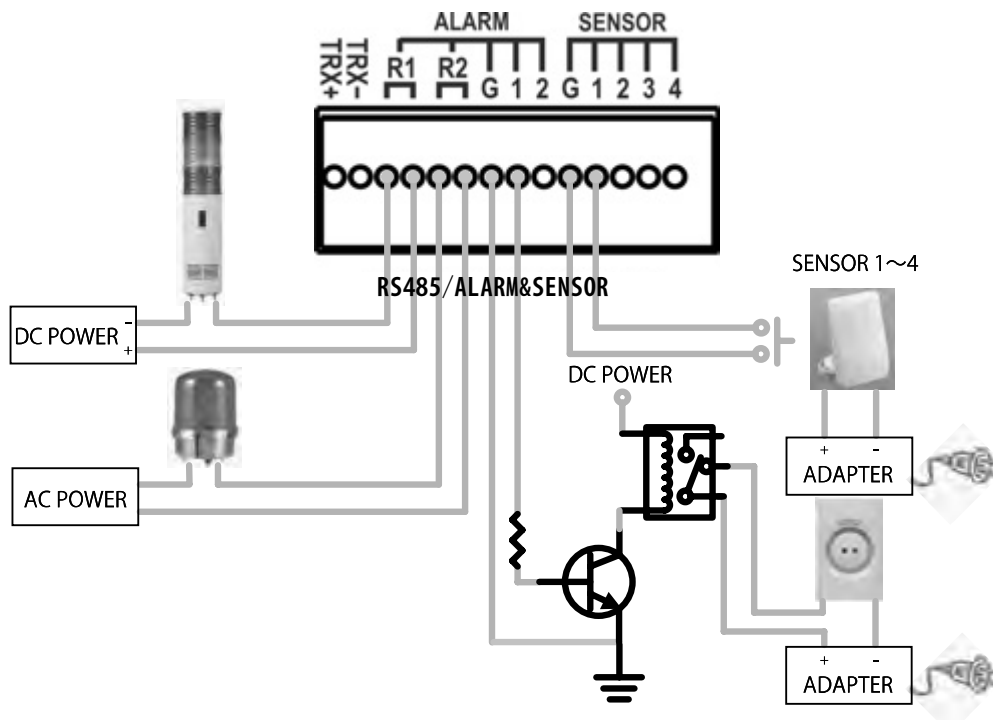 ALARM SENSOR
TRX+ TRX- R1 R2 G 1 2 G 1 2 3 4
RS485/ALARM&SENSOR
SENSOR 1～4
DC POWER - +
DC POWER
+ -
ADAPTER
AC POWER
+ -
ADAPTER